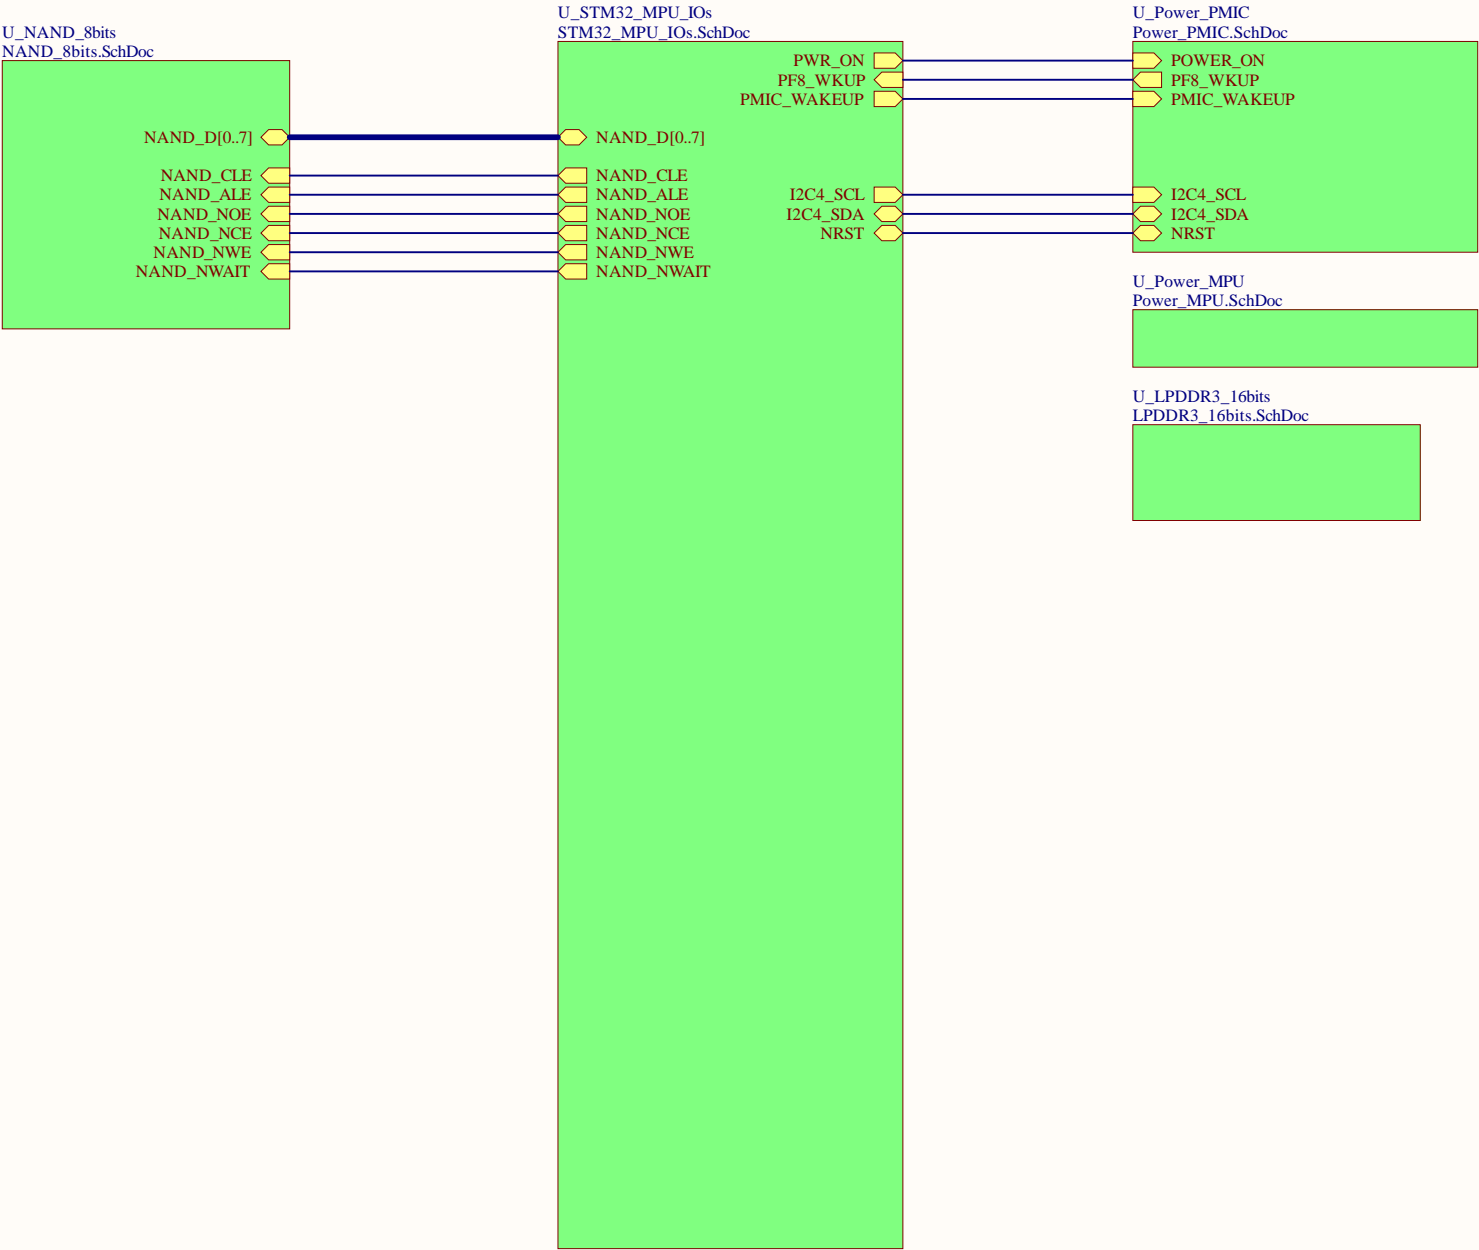 U_NAND_8bits
NAND_8bits.SchDoc
NAND_D[0..7]
NAND_CLE
NAND_ALE
NAND_NOE
NAND_NCE
NAND_NWE
NAND_NWAIT
U_STM32_MPU_IOs
STM32_MPU_IOs.SchDoc
PWR_ON
PF8_WKUP
PMIC_WAKEUP
NAND_D[0..7]
NAND_CLE
NAND_ALE
NAND_NOE
NAND_NCE
NAND_NWE
NAND_NWAIT
I2C4_SCL
I2C4_SDA
NRST
U_Power_PMIC
Power_PMIC.SchDoc
POWER_ON
PF8_WKUP
PMIC_WAKEUP
I2C4_SCL
I2C4_SDA
NRST
U_Power_MPU
Power_MPU.SchDoc
U_LPDDR3_16bits
LPDDR3_16bits.SchDoc